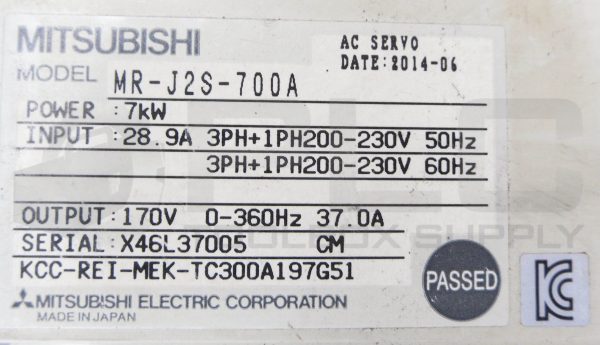 MITSUBISHI
AC SERVO
DATE:2014-06
MODEL MR-J2S-700A
POWER :7kW
INPUT :28.9A 3PH+1PH200-230V 50Hz
3PH+1PH200-230V 60Hz
OUTPUT:170V 0-360Hz 37.0A
SERIAL:X46L37005 CM
KCC-REI-MEK-TC300A197G51
PASSED
MITSUBISHI ELECTRIC CORPORATION
MADE IN JAPAN
PLC
SUPPLY